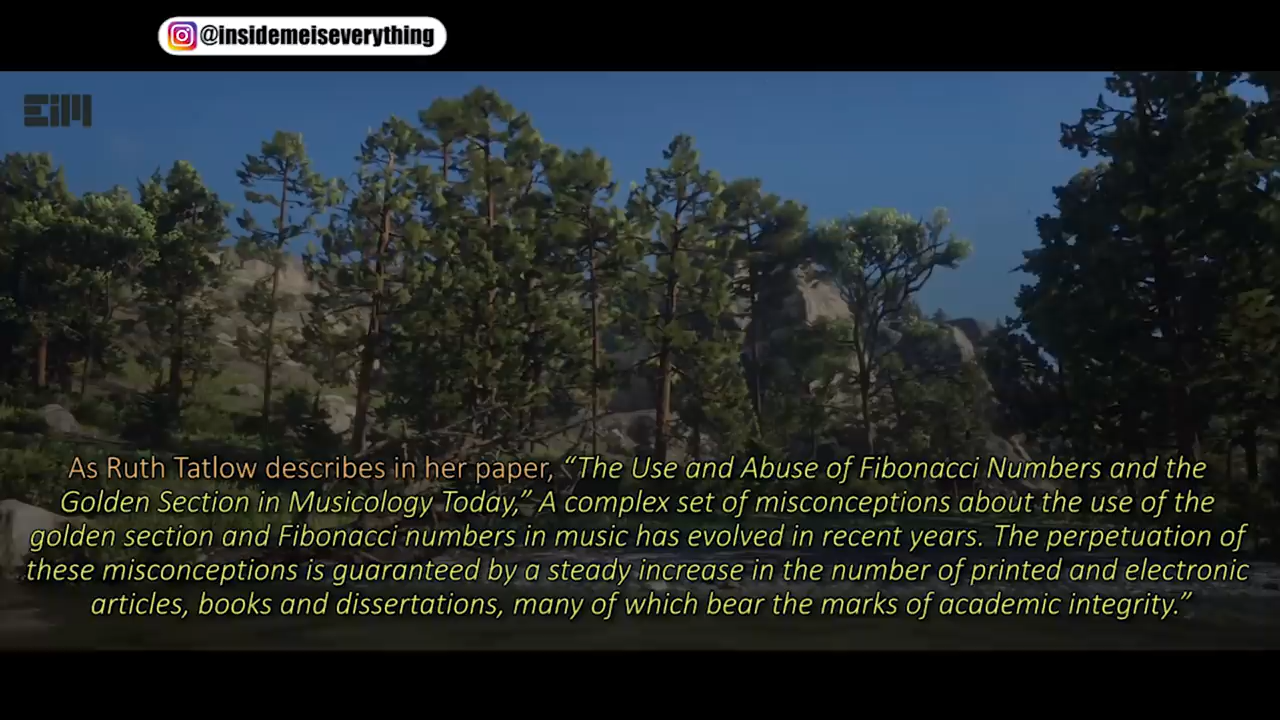 @insidemeiseverything
EiM
As Ruth Tatlow describes in her paper, “The Use and Abuse of Fibonacci Numbers and the
Golden Section in Musicology Today,” A complex set of misconceptions about the use of the
golden section and Fibonacci numbers in music has evolved in recent years. The perpetuation of
these misconceptions is guaranteed by a steady increase in the number of printed and electronic
articles, books and dissertations, many of which bear the marks of academic integrity.”